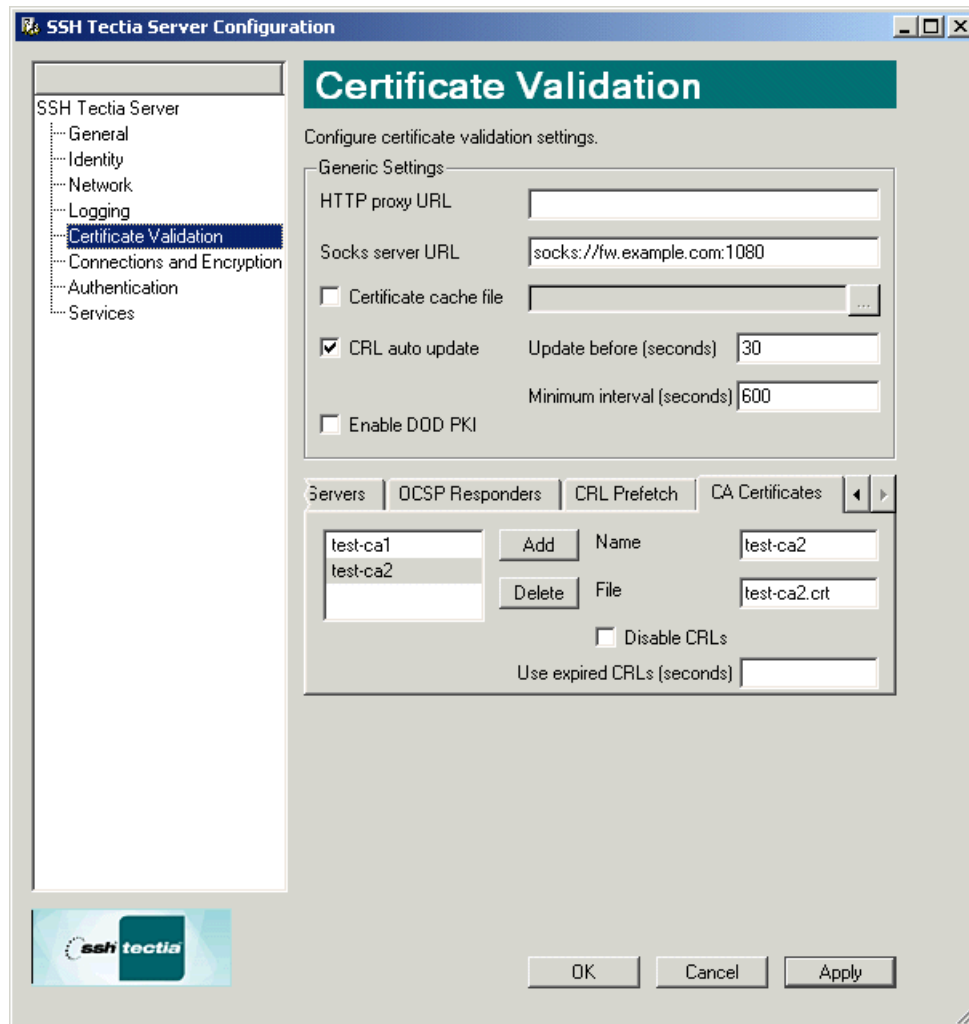 SSH Tectia Server Configuration
SSH Tectia Server
General
Identity
Network
Logging
Certificate Validation
Connections and Encryption
Authentication
Services
Certificate Validation
Configure certificate validation settings.
Generic Settings
HTTP proxy URL
Socks server URL socks://fw.example.com:1080
Certificate cache file ...
CRL auto update Update before (seconds) 30
Minimum interval (seconds) 600
Enable DOD PKI
Servers OCSP Responders CRL Prefetch CA Certificates
test-ca1 Add Name test-ca2
test-ca2
Delete File test-ca2.crt
Disable CRLs
Use expired CRLs (seconds)
ssh tectia
OK Cancel Apply